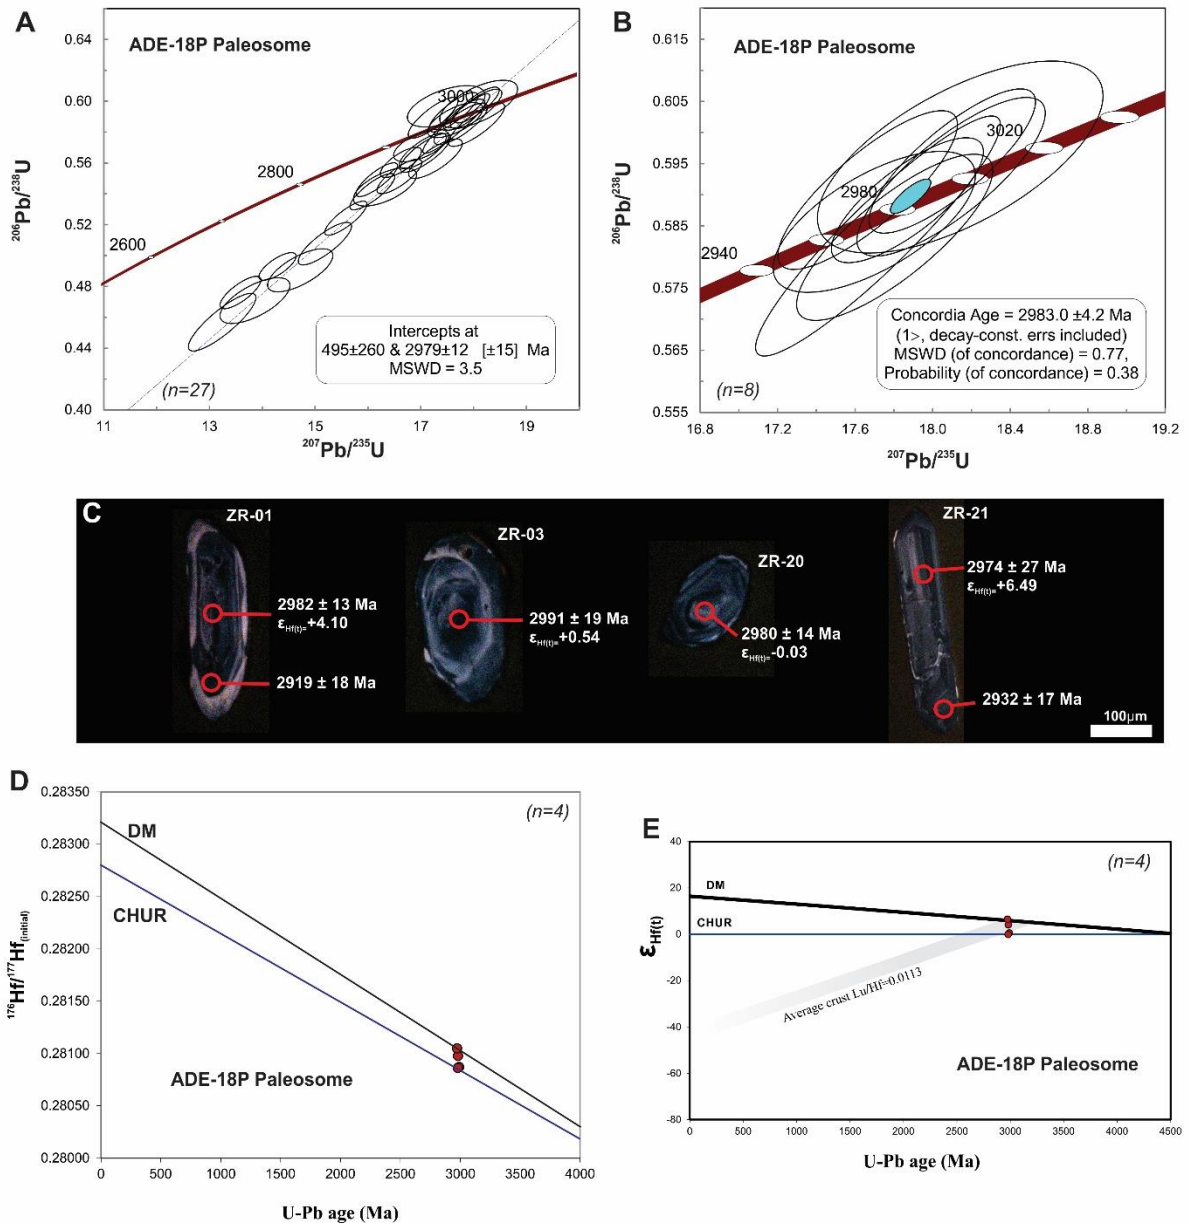 A
ADE-18P Paleosome
0.64
0.60
0.56
0.52
0.48
0.44
0.40
²⁰⁶Pb/²³⁸U
3000
2800
2600
Intercepts at
495±260 & 2979±12 [±15] Ma
MSWD = 3.5
(n=27)
11 13 15 17 19
²⁰⁷Pb/²³⁵U
B
ADE-18P Paleosome
0.615
0.605
0.595
0.585
0.575
0.565
0.555
²⁰⁶Pb/²³⁸U
3020
2980
2940
Concordia Age = 2983.0 ±4.2 Ma
(1>, decay-const. errs included)
MSWD (of concordance) = 0.77,
Probability (of concordance) = 0.38
(n=8)
16.8 17.2 17.6 18.0 18.4 18.8 19.2
²⁰⁷Pb/²³⁵U
C
ZR-01
2982 ± 13 Ma
εHf(t)=+4.10
2919 ± 18 Ma
ZR-03
2991 ± 19 Ma
εHf(t)=+0.54
ZR-20
2980 ± 14 Ma
εHf(t)=-0.03
ZR-21
2974 ± 27 Ma
εHf(t)=+6.49
2932 ± 17 Ma
100µm
D
0.28350
0.28300
0.28250
0.28200
0.28150
0.28100
0.28050
0.28000
¹⁷⁶Hf/¹⁷⁷Hf(initial)
(n=4)
DM
CHUR
ADE-18P Paleosome
0 500 1000 1500 2000 2500 3000 3500 4000
U-Pb age (Ma)
E
40
20
0
-20
-40
-60
-80
εHf(t)
(n=4)
DM
CHUR
Average crust Lu/Hf=0.0113
ADE-18P Paleosome
0 500 1000 1500 2000 2500 3000 3500 4000 4500
U-Pb age (Ma)